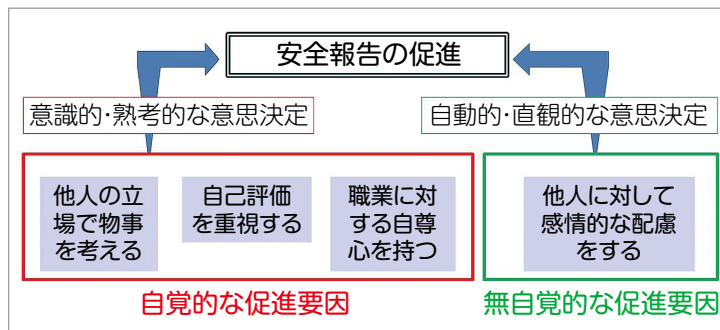 安全報告の促進
意識的・熟考的な意思決定
自動的・直観的な意思決定
他人の立
場で物事
を考える
自己評価
を重視する
職業に対
する自尊
心を持つ
他人に対して
感情的な配慮
をする
自覚的な促進要因
無自覚的な促進要因